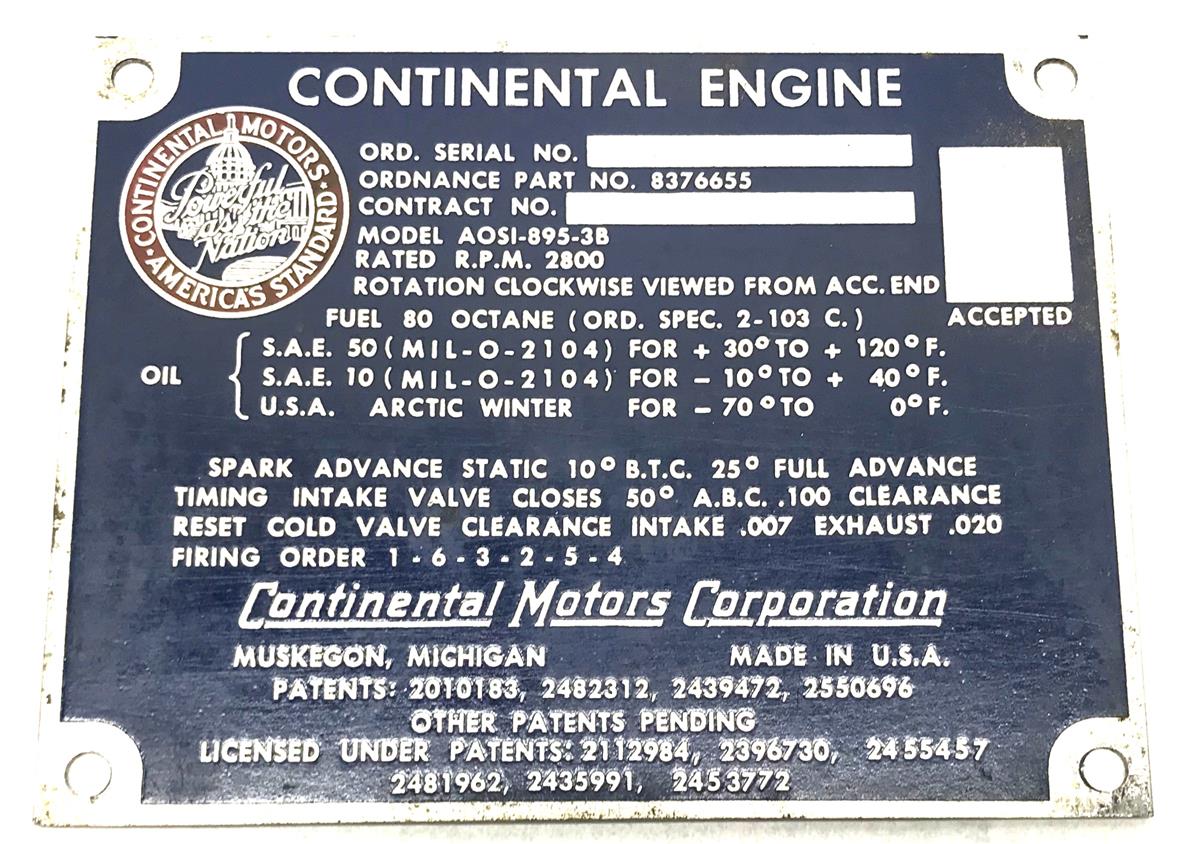 CONTINENTAL ENGINE
CONTINENTAL MOTORS
Powerful
as the
Nation
AMERICA'S STANDARD
ORD. SERIAL NO.
ORDNANCE PART NO. 8376655
CONTRACT NO.
MODEL AOSI-895-3B
RATED R.P.M. 2800
ROTATION CLOCKWISE VIEWED FROM ACC. END
ACCEPTED
FUEL 80 OCTANE (ORD. SPEC. 2-103 C.)
OIL
S.A.E. 50 (MIL-O-2104) FOR + 30° TO + 120° F.
S.A.E. 10 (MIL-O-2104) FOR - 10° TO + 40° F.
U.S.A. ARCTIC WINTER FOR - 70° TO 0° F.
SPARK ADVANCE STATIC 10° B.T.C. 25° FULL ADVANCE
TIMING INTAKE VALVE CLOSES 50° A.B.C. .100 CLEARANCE
RESET COLD VALVE CLEARANCE INTAKE .007 EXHAUST .020
FIRING ORDER 1-6-3-2-5-4
Continental Motors Corporation
MUSKEGON, MICHIGAN MADE IN U.S.A.
PATENTS: 2010183, 2482312, 2439472, 2550696
OTHER PATENTS PENDING
LICENSED UNDER PATENTS: 2112984, 2396730, 2455457
2481962, 2435991, 2453772